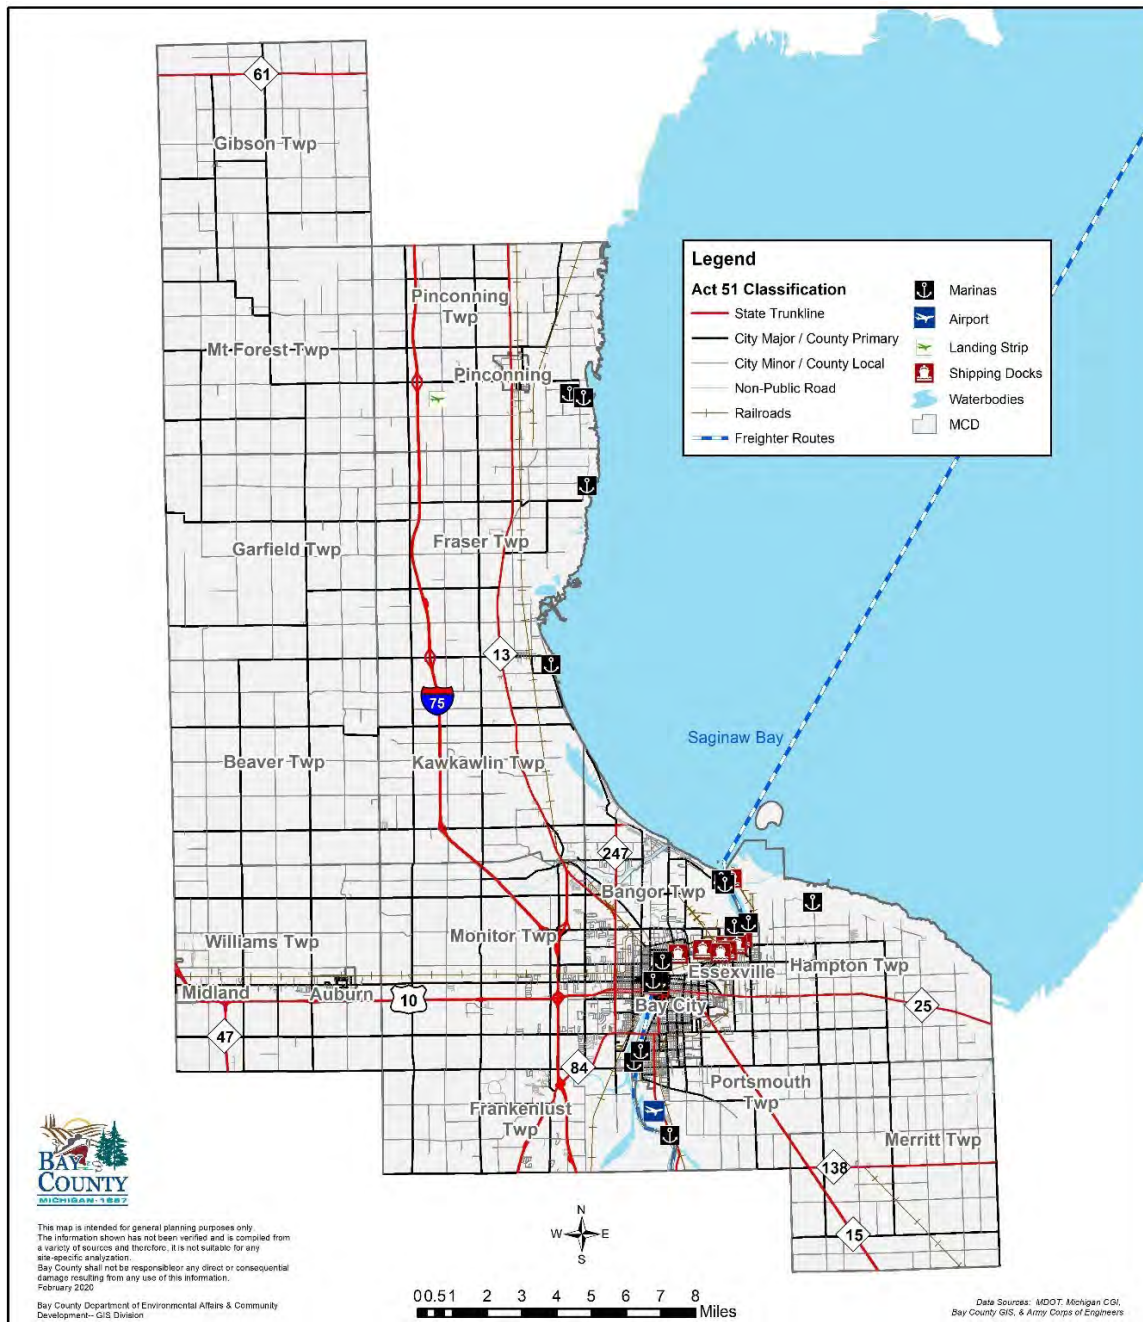 61
Gibson Twp
Legend
Act 51 Classification
State Trunkline
City Major / County Primary
City Minor / County Local
Non-Public Road
Railroads
Freighter Routes
Marinas
Airport
Landing Strip
Shipping Docks
Waterbodies
MCD
Pinconning
Twp
Mt Forest Twp
Pinconning
Garfield Twp
Fraser Twp
13
75
Saginaw Bay
Beaver Twp
Kawkawlin Twp
247
Bangor Twp
Williams Twp
Monitor Twp
Essexville
Hampton Twp
Midland
Auburn
10
Bay City
25
47
84
Portsmouth
Twp
Frankenlust
Twp
Merritt Twp
138
15
BAY
COUNTY
MICHIGAN-1857
This map is intended for general planning purposes only.
The information shown has not been verified and is compiled from
a variety of sources and therefore, it is not suitable for any
site-specific analyzation.
Bay County shall not be responsibleor any direct or consequential
damage resulting from any use of this information.
February 2020
Bay County Department of Environmental Affairs & Community
Development-- GIS Division
N
W E
S
0 0.5 1 2 3 4 5 6 7 8
Miles
Data Sources: MDOT, Michigan CGI,
Bay County GIS, & Army Corps of Engineers